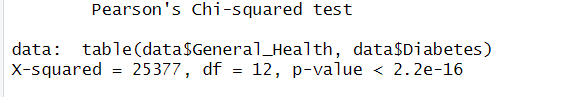 Pearson's Chi-squared test
data:  table(data$General_Health, data$Diabetes)
X-squared = 25377, df = 12, p-value < 2.2e-16